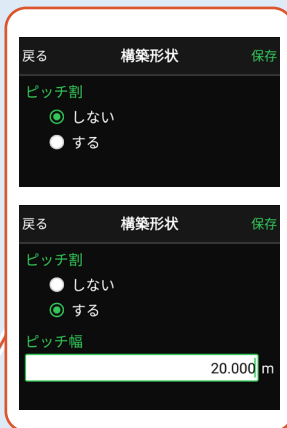 戻る 構築形状 保存
ピッチ割
しない
する
戻る 構築形状 保存
ピッチ割
しない
する
ピッチ幅
20.000 m